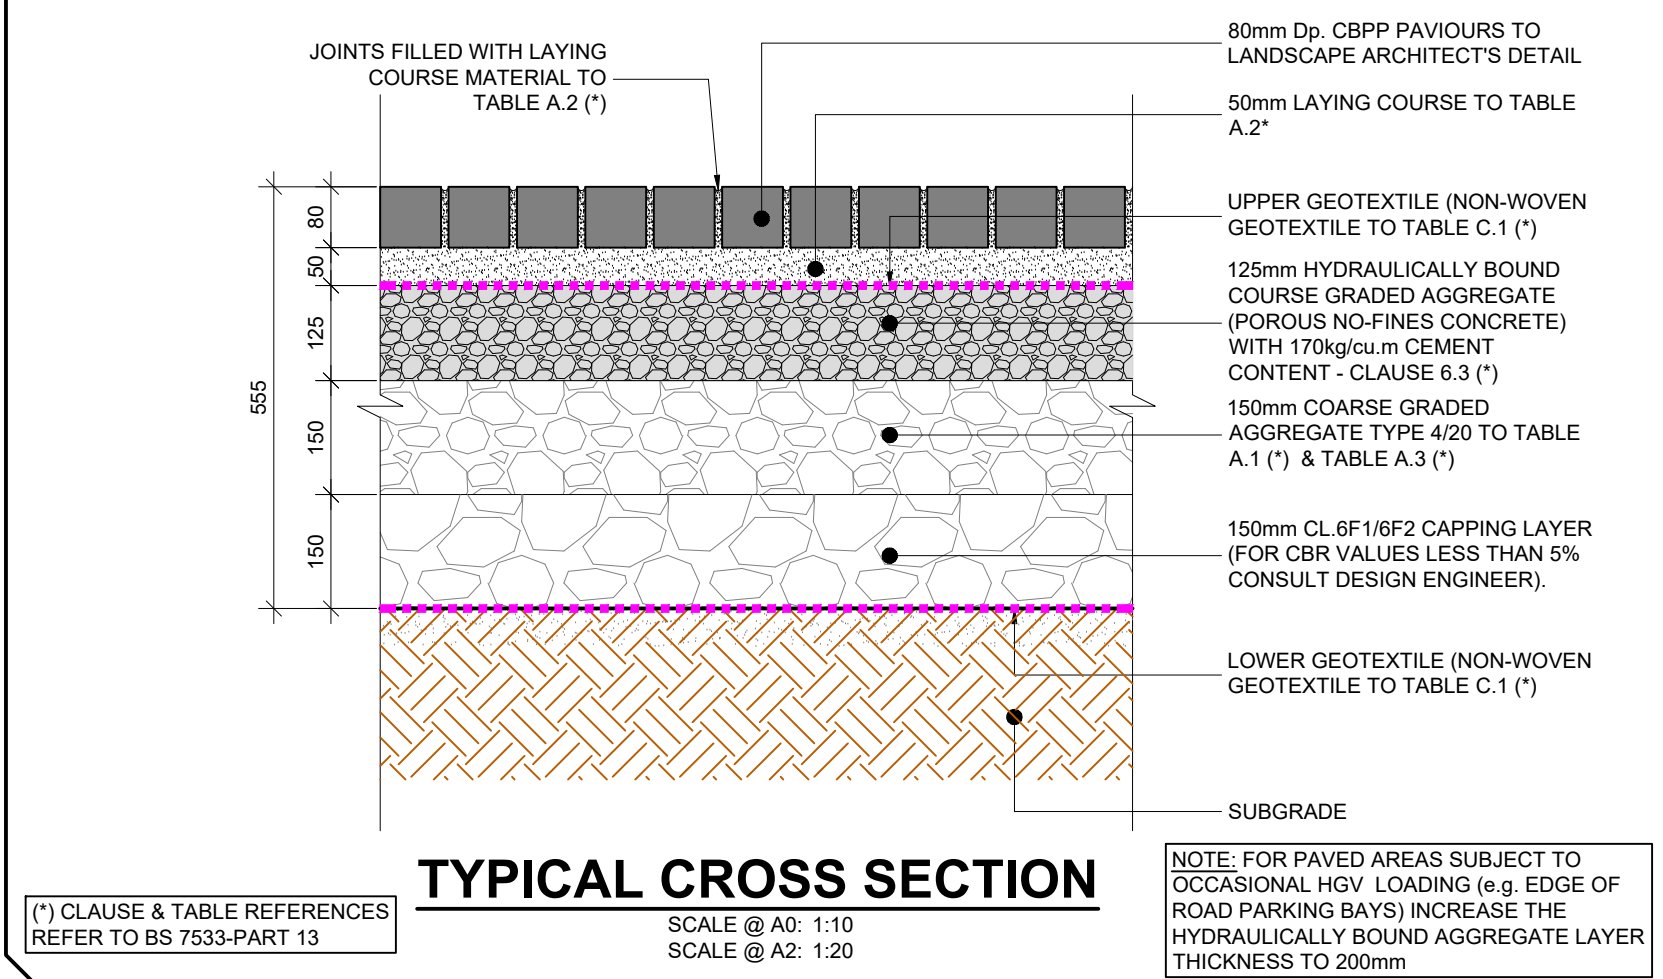 JOINTS FILLED WITH LAYING
COURSE MATERIAL TO
TABLE A.2 (*)
80mm Dp. CBPP PAVIOURS TO
LANDSCAPE ARCHITECT'S DETAIL
50mm LAYING COURSE TO TABLE
A.2*
UPPER GEOTEXTILE (NON-WOVEN
GEOTEXTILE TO TABLE C.1 (*)
125mm HYDRAULICALLY BOUND
COURSE GRADED AGGREGATE
(POROUS NO-FINES CONCRETE)
WITH 170kg/cu.m CEMENT
CONTENT - CLAUSE 6.3 (*)
150mm COARSE GRADED
AGGREGATE TYPE 4/20 TO TABLE
A.1 (*) & TABLE A.3 (*)
150mm CL.6F1/6F2 CAPPING LAYER
(FOR CBR VALUES LESS THAN 5%
CONSULT DESIGN ENGINEER).
LOWER GEOTEXTILE (NON-WOVEN
GEOTEXTILE TO TABLE C.1 (*)
SUBGRADE
555
80
50
125
150
150
TYPICAL CROSS SECTION
SCALE @ A0: 1:10
SCALE @ A2: 1:20
(*) CLAUSE & TABLE REFERENCES
REFER TO BS 7533-PART 13
NOTE: FOR PAVED AREAS SUBJECT TO
OCCASIONAL HGV LOADING (e.g. EDGE OF
ROAD PARKING BAYS) INCREASE THE
HYDRAULICALLY BOUND AGGREGATE LAYER
THICKNESS TO 200mm